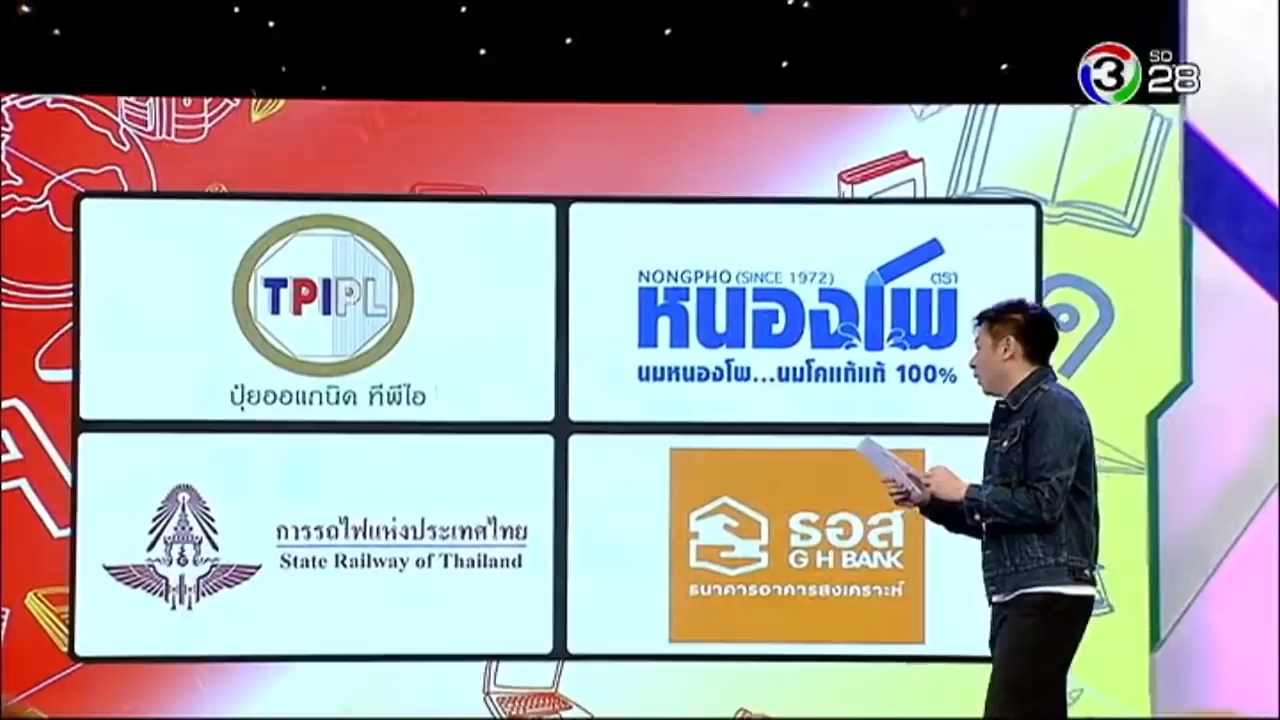 3 SD
28
TPIPL
ปุ๋ยออแกนิด ทีพีไอ
NONGPHO (SINCE 1972) ตรา
หนองโพ
นมหนองโพ...นมโคแท้แท้ 100%
การรถไฟแห่งประเทศไทย
State Railway of Thailand
ธอส
G H BANK
ธนาคารอาคารสงเคราะห์